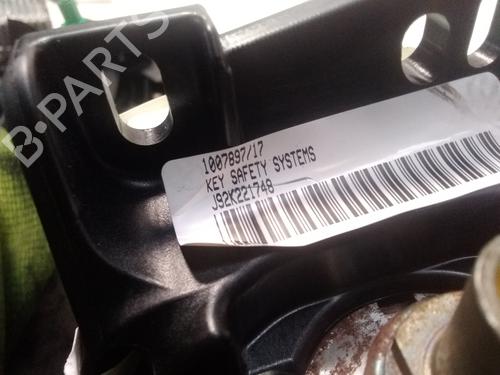 B-PARTS
1007897/17
KEY SAFETY SYSTEMS
J92K221748